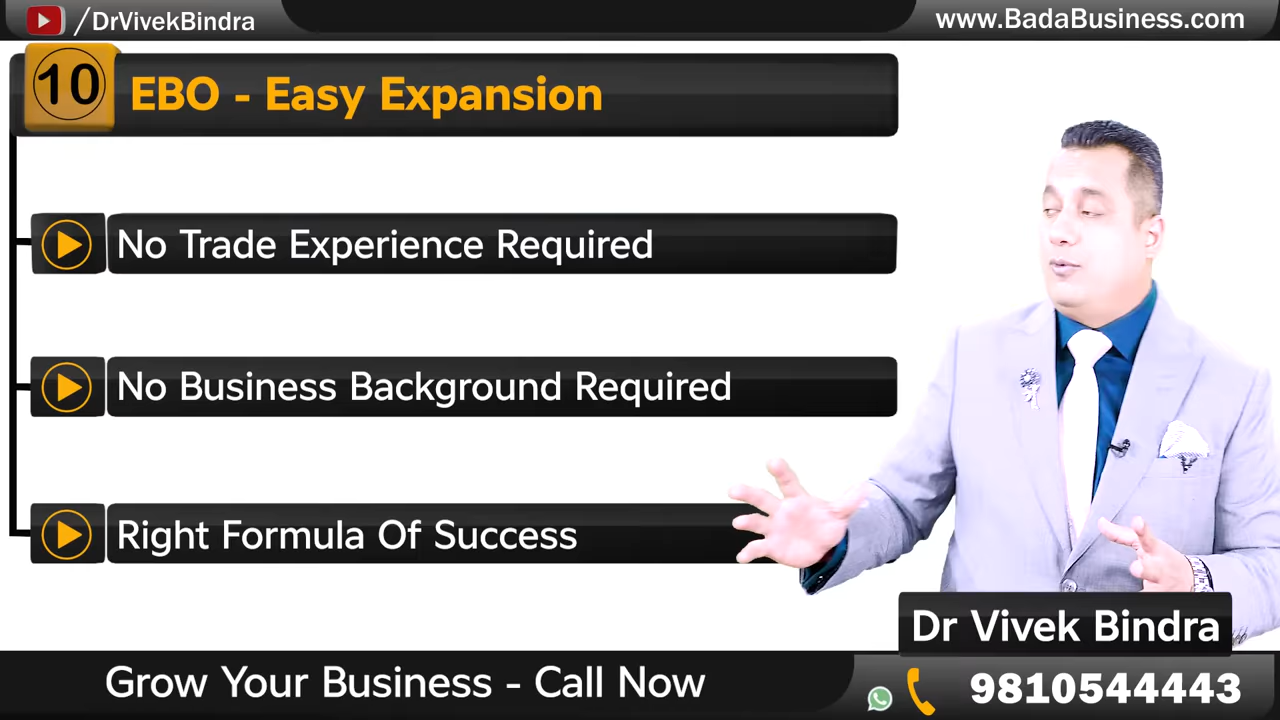 /DrVivekBindra
www.BadaBusiness.com
10
EBO - Easy Expansion
No Trade Experience Required
No Business Background Required
Right Formula Of Success
Dr Vivek Bindra
Grow Your Business - Call Now
9810544443